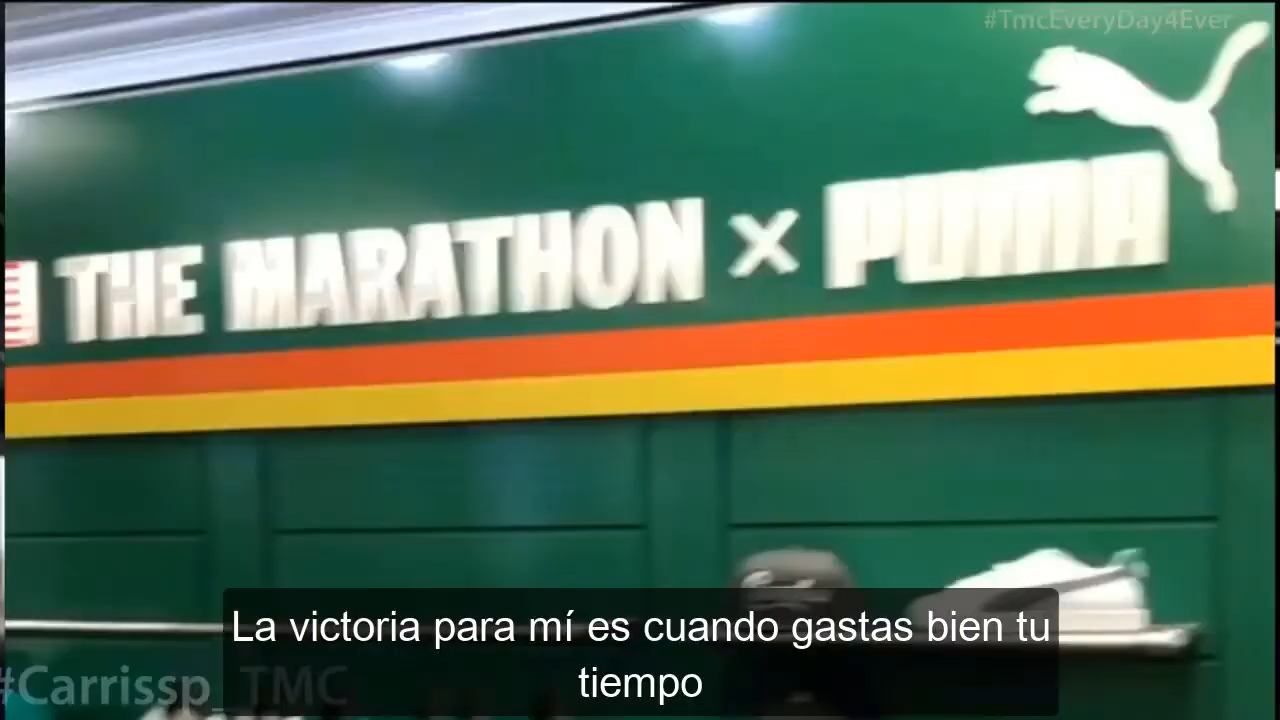 #TmcEveryDay4Ever
THE MARATHON × PUMA
La victoria para mí es cuando gastas bien tu
tiempo
#Carrissp_TMC